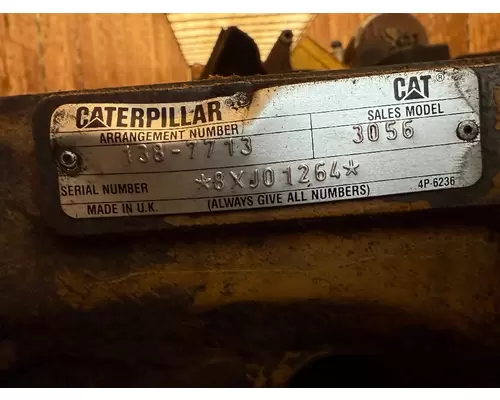 CATERPILLAR
CAT®
ARRANGEMENT NUMBER
SALES MODEL
138-7713
3056
SERIAL NUMBER
*8XJ01264*
4P-6236
MADE IN U.K.
(ALWAYS GIVE ALL NUMBERS)